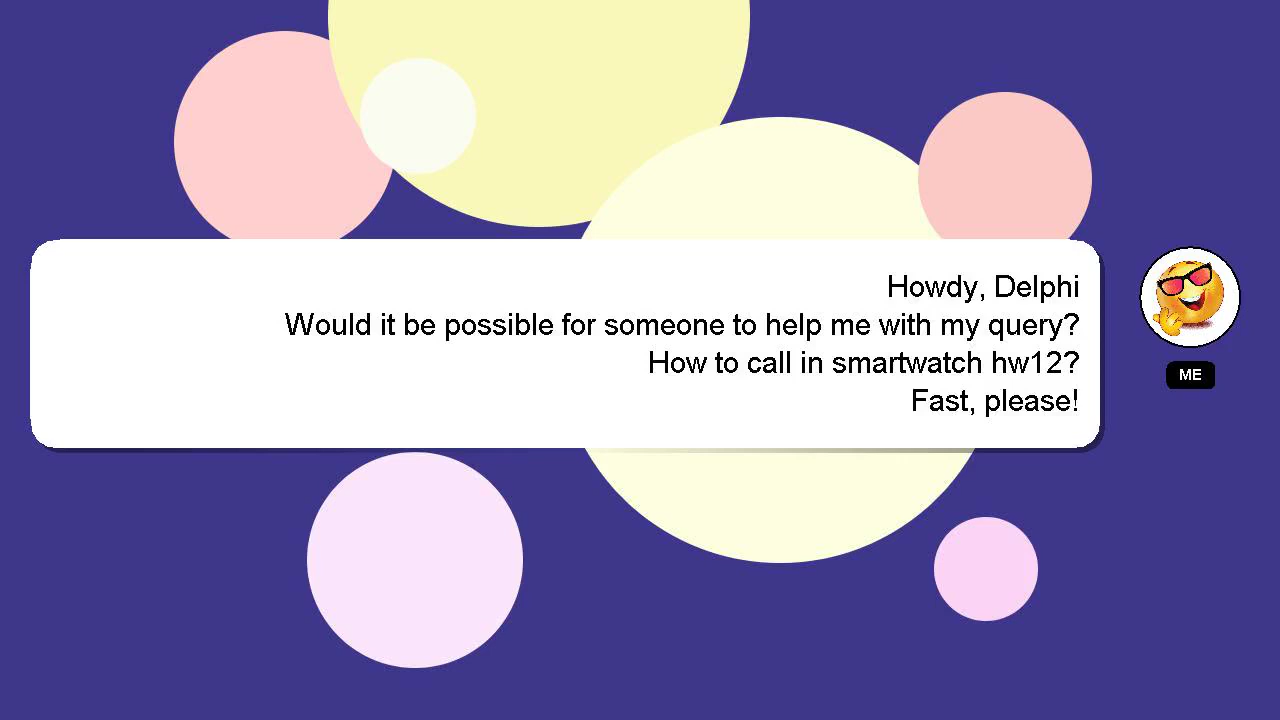 Howdy, Delphi
Would it be possible for someone to help me with my query?
How to call in smartwatch hw12?
Fast, please!
ME